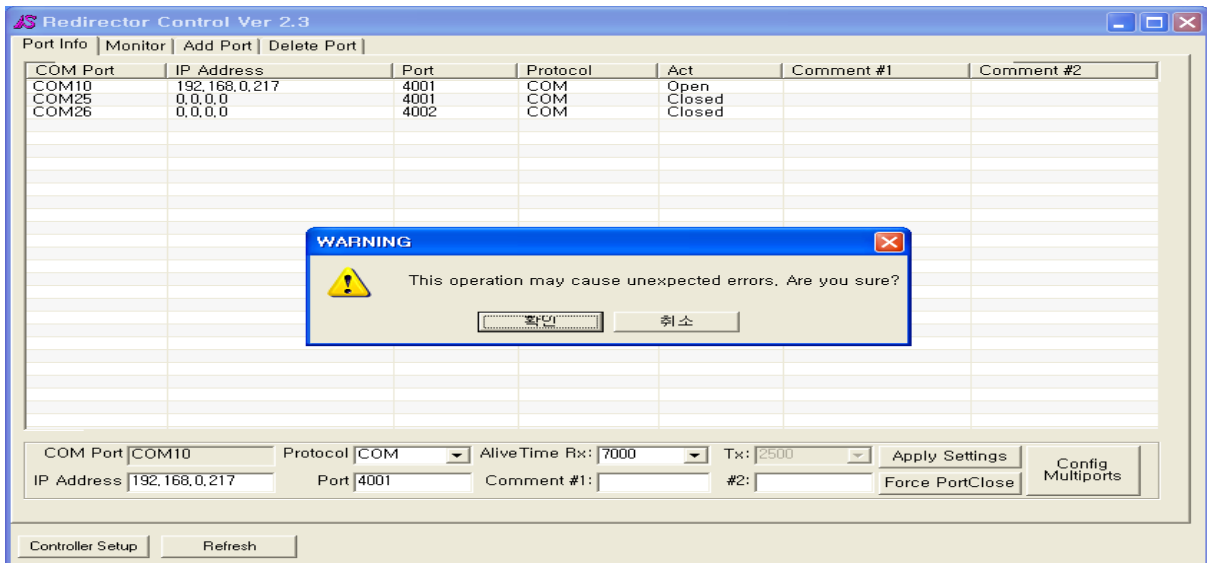 Redirector Control Ver 2.3
Port Info Monitor Add Port Delete Port
COM Port IP Address Port Protocol Act Comment #1 Comment #2
COM10 192,168,0,217 4001 COM Open
COM25 0,0,0,0 4001 COM Closed
COM26 0,0,0,0 4002 COM Closed
WARNING
This operation may cause unexpected errors, Are you sure?
확인 취소
COM Port COM10 Protocol COM AliveTime Rx: 7000 Tx: 2500 Apply Settings Config Multiports
IP Address 192,168,0,217 Port 4001 Comment #1: #2: Force PortClose
Controller Setup Refresh